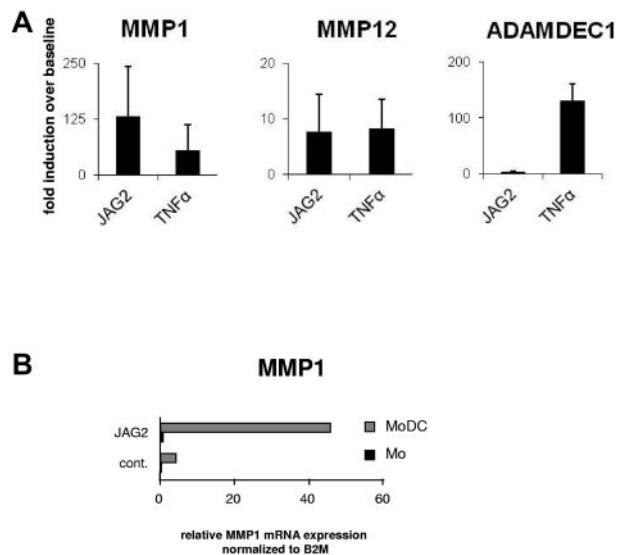 A
MMP1
MMP12
ADAMDEC1
fold induction over baseline
250
125
0
JAG2
TNFα
20
10
0
JAG2
TNFα
200
100
0
JAG2
TNFα
B
MMP1
JAG2
cont.
MoDC
Mo
0 20 40 60
relative MMP1 mRNA expression
normalized to B2M